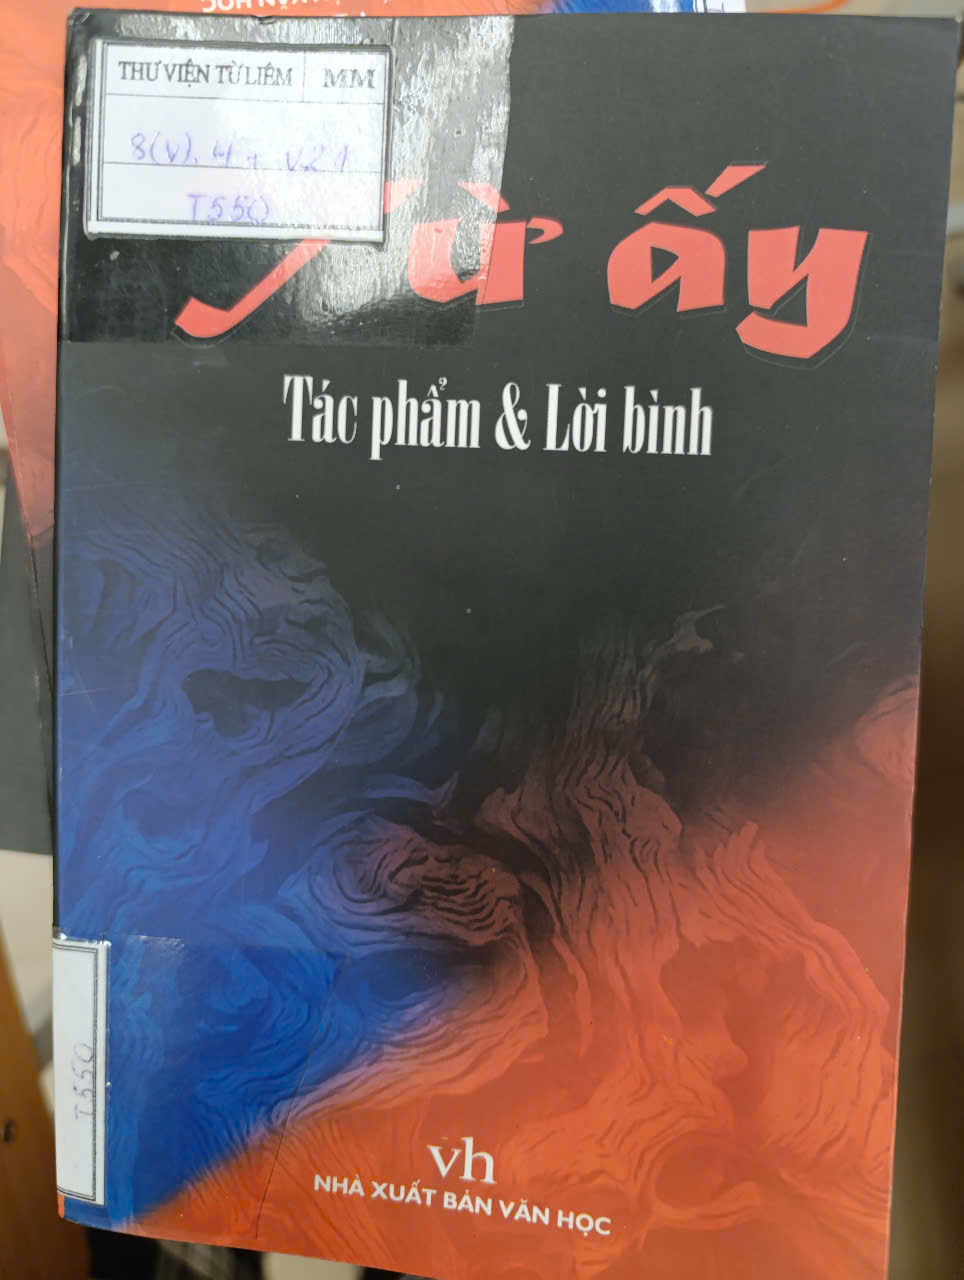 THƯ VIỆN TỪ LIÊM MM
8(V). 4 + V21
T550
Từ ấy
Tác phẩm & Lời bình
T550
vh
NHÀ XUẤT BẢN VĂN HỌC